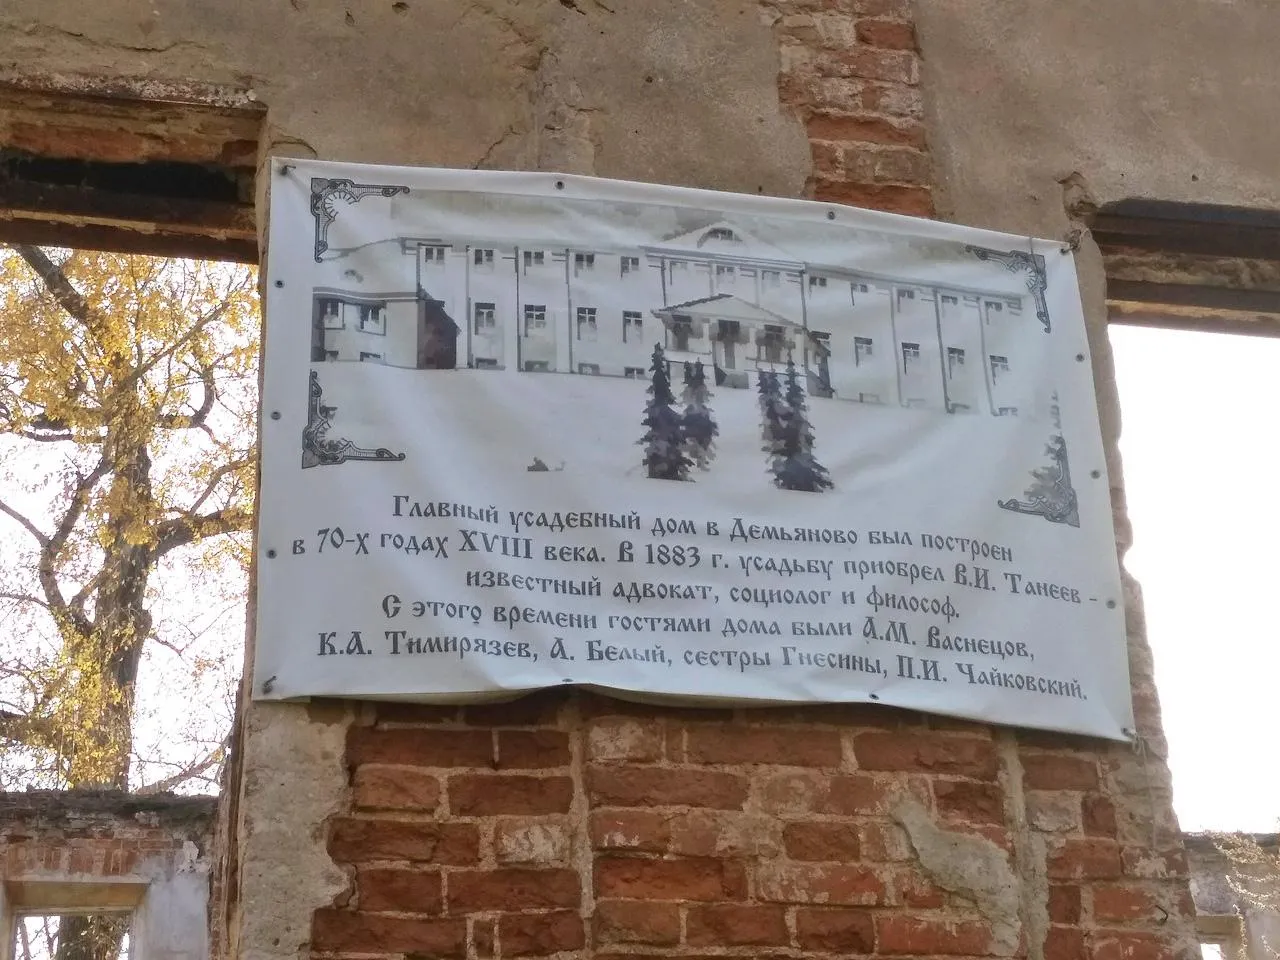 Главный усадебный дом в Демьяново был построен
в 70-х годах XVIII века. В 1883 г. усадьбу приобрел В.И. Танеев -
известный адвокат, социолог и философ.
С этого времени гостями дома были А.М. Васнецов,
К.А. Тимирязев, А. Белый, сестры Гнесины, П.И. Чайковский.